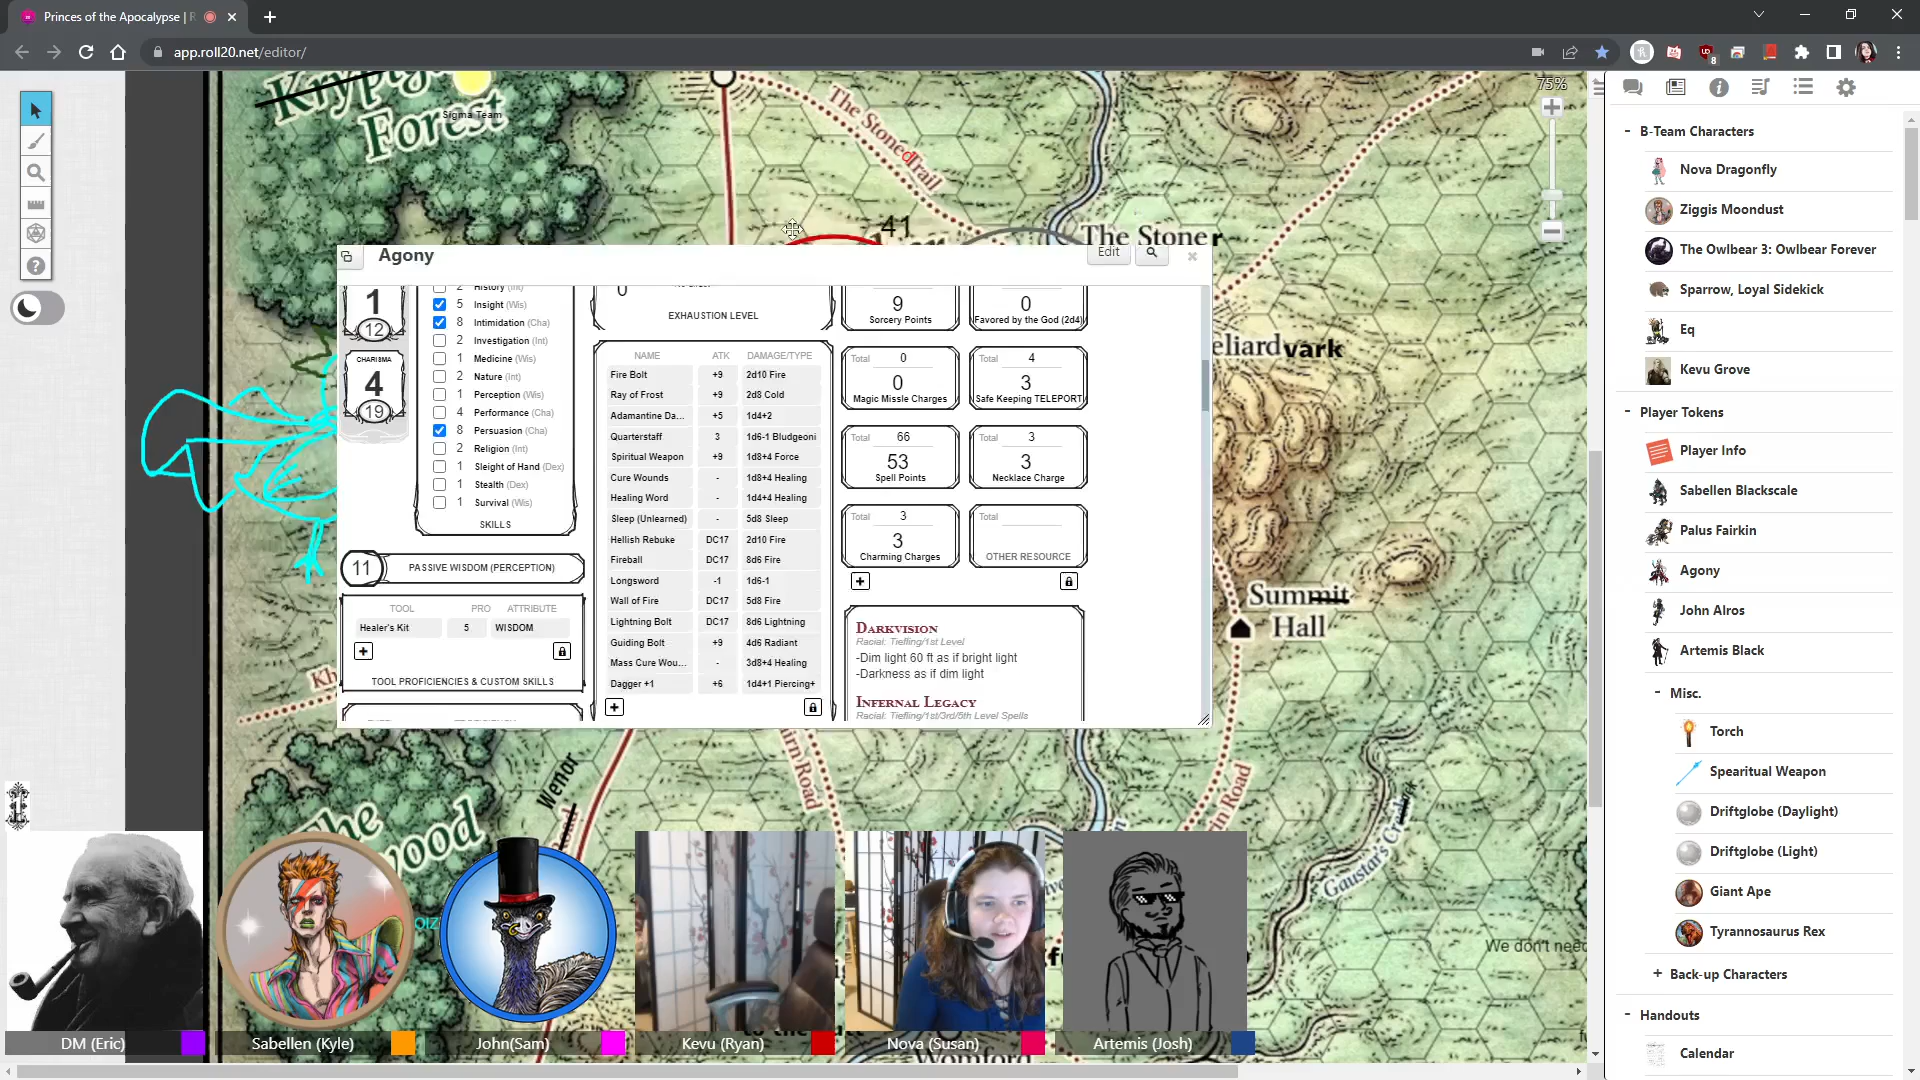 Princes of the Apocalypse | R
app.roll20.net/editor/
8
Forest
Sigma Team
The Stoned Trail
41
The Stoner
75%
eliardvark
Summit
Hall
Wenor
The
wood
irn Road
irn Road
Gaustar's Creek
We don't need
Womford
Agony
Edit
1
12
CHARISMA
4
19
2 History (Int)
5 Insight (Wis)
8 Intimidation (Cha)
2 Investigation (Int)
1 Medicine (Wis)
2 Nature (Int)
1 Perception (Wis)
4 Performance (Cha)
8 Persuasion (Cha)
2 Religion (Int)
1 Sleight of Hand (Dex)
1 Stealth (Dex)
1 Survival (Wis)
SKILLS
11 PASSIVE WISDOM (PERCEPTION)
TOOL PRO ATTRIBUTE
Healer's Kit 5 WISDOM
TOOL PROFICIENCIES & CUSTOM SKILLS
0
EXHAUSTION LEVEL
NAME ATK DAMAGE/TYPE
Fire Bolt +9 2d10 Fire
Ray of Frost +9 2d8 Cold
Adamantine Da... +5 1d4+2
Quarterstaff 3 1d6-1 Bludgeoni
Spiritual Weapon +9 1d8+4 Force
Cure Wounds - 1d8+4 Healing
Healing Word - 1d4+4 Healing
Sleep (Unlearned) - 5d8 Sleep
Hellish Rebuke DC17 2d10 Fire
Fireball DC17 8d6 Fire
Longsword -1 1d6-1
Wall of Fire DC17 5d8 Fire
Lightning Bolt DC17 8d6 Lightning
Guiding Bolt +9 4d6 Radiant
Mass Cure Wou... - 3d8+4 Healing
Dagger +1 +6 1d4+1 Piercing+
9
Sorcery Points
0
Favored by the God (2d4)
Total 0
0
Magic Missle Charges
Total 4
3
Safe Keeping TELEPORT
Total 66
53
Spell Points
3
3
Necklace Charge
Total 3
3
Charming Charges
Total
OTHER RESOURCE
DARKVISION
Racial: Tiefling/1st Level
-Dim light 60 ft as if bright light
-Darkness as if dim light
INFERNAL LEGACY
Racial: Tiefling/1st/3rd/5th Level Spells
DM (Eric)
Sabellen (Kyle)
John(Sam)
Kevu (Ryan)
Nova (Susan)
Artemis (Josh)
B-Team Characters
Nova Dragonfly
Ziggis Moondust
The Owlbear 3: Owlbear Forever
Sparrow, Loyal Sidekick
Eq
Kevu Grove
Player Tokens
Player Info
Sabellen Blackscale
Palus Fairkin
Agony
John Alros
Artemis Black
Misc.
Torch
Spearitual Weapon
Driftglobe (Daylight)
Driftglobe (Light)
Giant Ape
Tyrannosaurus Rex
Back-up Characters
Handouts
Calendar